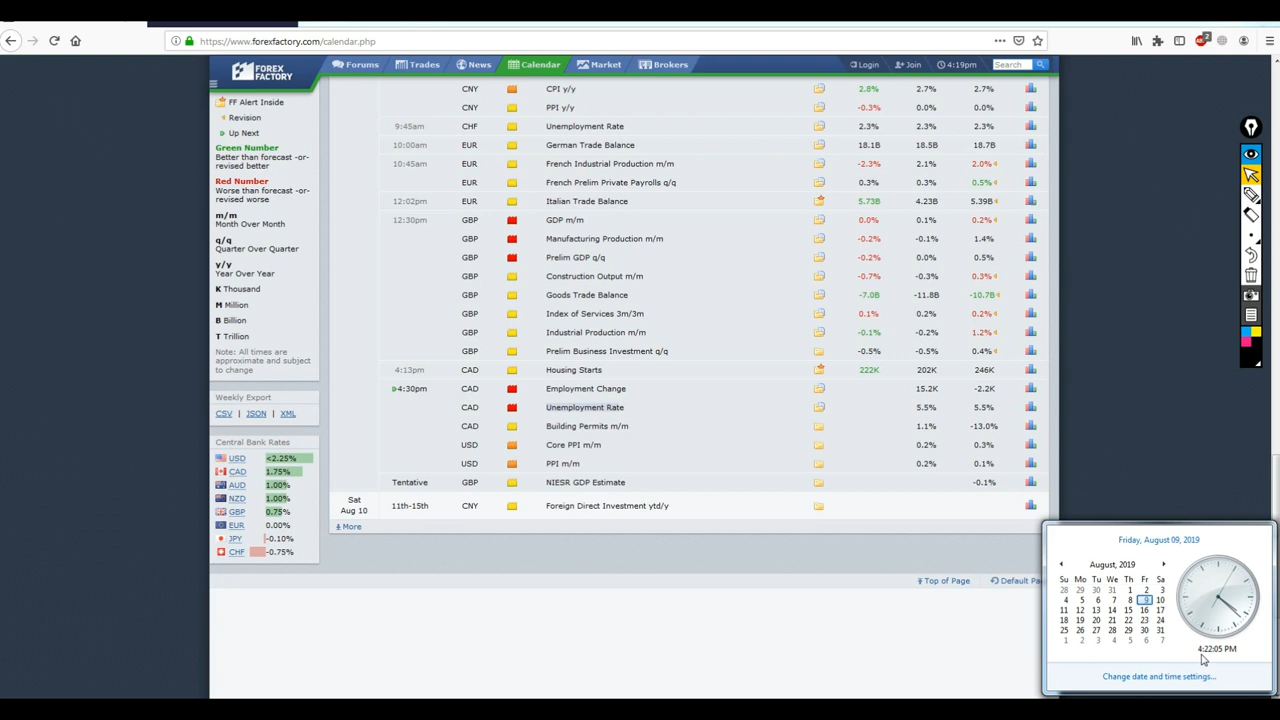 https://www.forexfactory.com/calendar.php
2
FOREX
FACTORY
Forums
Trades
News
Calendar
Market
Brokers
Login
Join
4:19pm
Search
FF Alert Inside
Revision
Up Next
Green Number
Better than forecast -or-
revised better
Red Number
Worse than forecast -or-
revised worse
m/m
Month Over Month
q/q
Quarter Over Quarter
y/y
Year Over Year
K Thousand
M Million
B Billion
T Trillion
Note: All times are
approximate and subject
to change
Weekly Export
CSV | JSON | XML
Central Bank Rates
USD <2.25%
CAD 1.75%
AUD 1.00%
NZD 1.00%
GBP 0.75%
EUR 0.00%
JPY -0.10%
CHF -0.75%
CNY CPI y/y 2.8% 2.7% 2.7%
CNY PPI y/y -0.3% 0.0% 0.0%
9:45am CHF Unemployment Rate 2.3% 2.3% 2.3%
10:00am EUR German Trade Balance 18.1B 18.5B 18.7B
10:45am EUR French Industrial Production m/m -2.3% 2.1% 2.0%
EUR French Prelim Private Payrolls q/q 0.3% 0.3% 0.5%
12:02pm EUR Italian Trade Balance 5.73B 4.23B 5.39B
12:30pm GBP GDP m/m 0.0% 0.1% 0.2%
GBP Manufacturing Production m/m -0.2% -0.1% 1.4%
GBP Prelim GDP q/q -0.2% 0.0% 0.5%
GBP Construction Output m/m -0.7% -0.3% 0.3%
GBP Goods Trade Balance -7.0B -11.8B -10.7B
GBP Index of Services 3m/3m 0.1% 0.2% 0.2%
GBP Industrial Production m/m -0.1% -0.2% 1.2%
GBP Prelim Business Investment q/q -0.5% -0.5% 0.4%
4:13pm CAD Housing Starts 222K 202K 246K
4:30pm CAD Employment Change 15.2K -2.2K
CAD Unemployment Rate 5.5% 5.5%
CAD Building Permits m/m 1.1% -13.0%
USD Core PPI m/m 0.2% 0.3%
USD PPI m/m 0.2% 0.1%
Tentative GBP NIESR GDP Estimate -0.1%
Sat
Aug 10
11th-15th CNY Foreign Direct Investment ytd/y
More
Top of Page
Default Pa
Friday, August 09, 2019
August, 2019
Su Mo Tu We Th Fr Sa
28 29 30 31 1 2 3
4 5 6 7 8 9 10
11 12 13 14 15 16 17
18 19 20 21 22 23 24
25 26 27 28 29 30 31
1 2 3 4 5 6 7
4:22:05 PM
Change date and time settings...